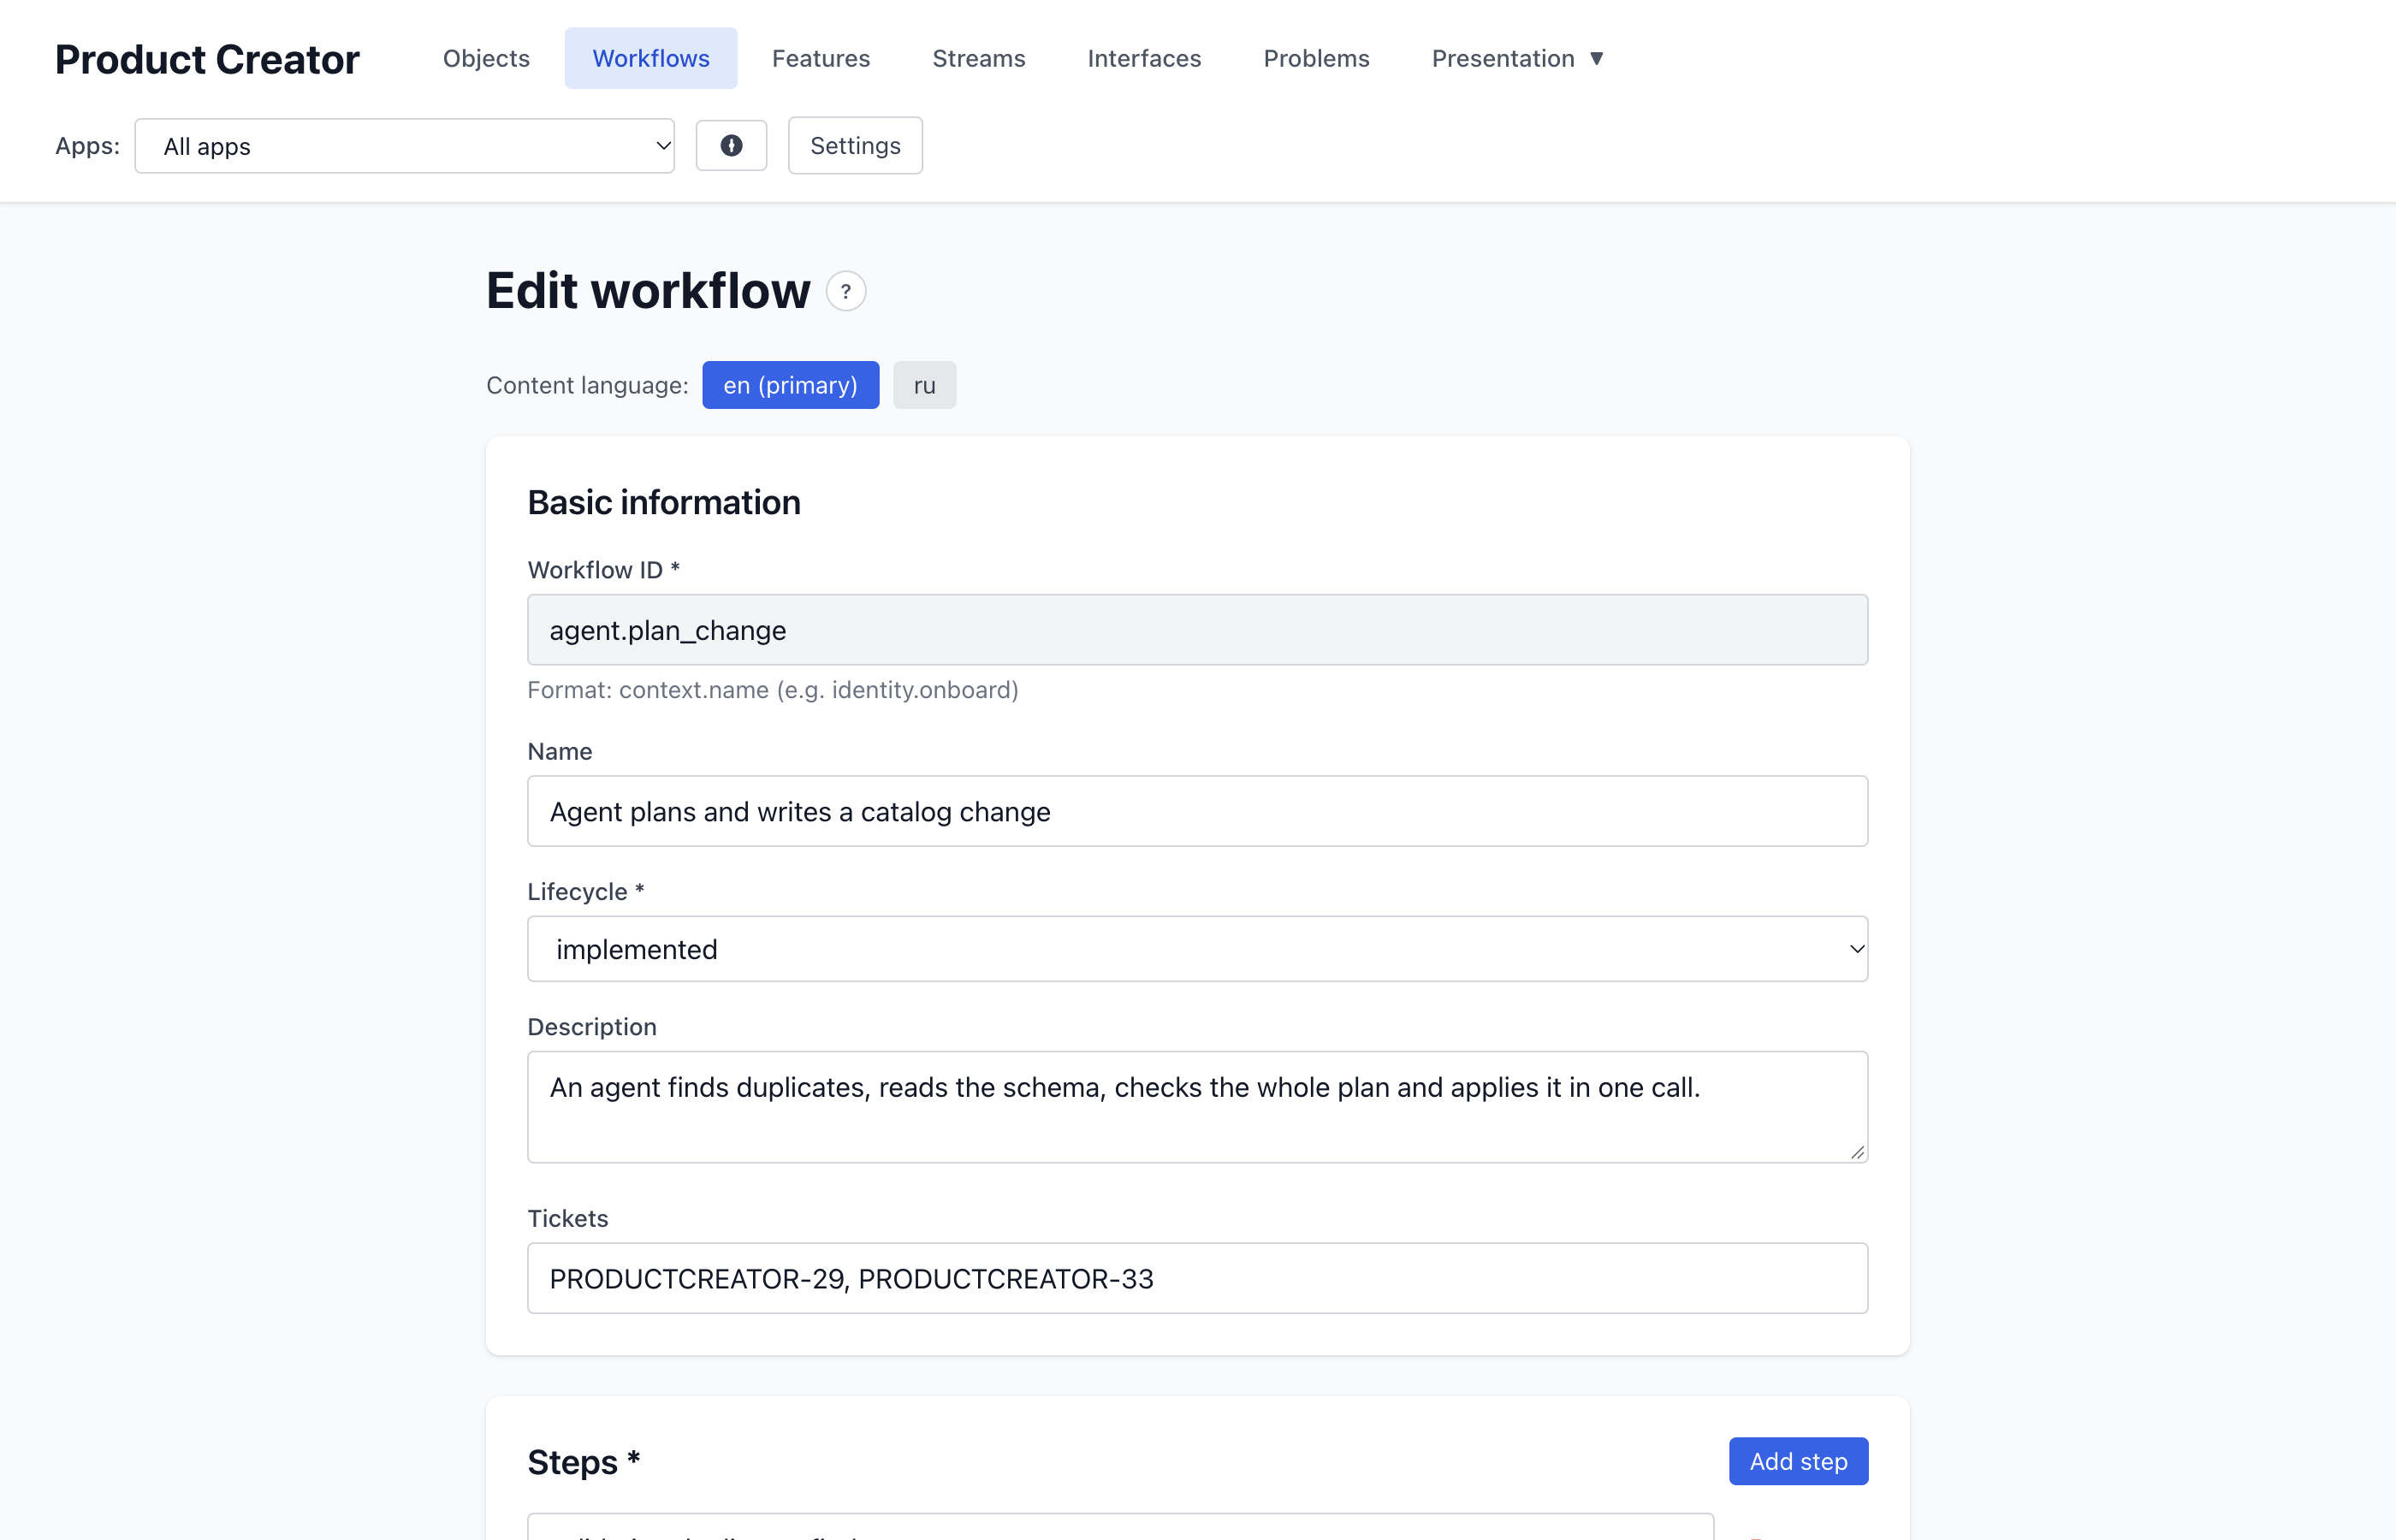 Product Creator
Objects
Workflows
Features
Streams
Interfaces
Problems
Presentation ▼
Apps:
All apps
Settings
Edit workflow ?
Content language: en (primary) ru
Basic information
Workflow ID *
agent.plan_change
Format: context.name (e.g. identity.onboard)
Name
Agent plans and writes a catalog change
Lifecycle *
implemented
Description
An agent finds duplicates, reads the schema, checks the whole plan and applies it in one call.
Tickets
PRODUCTCREATOR-29, PRODUCTCREATOR-33
Steps *
Add step